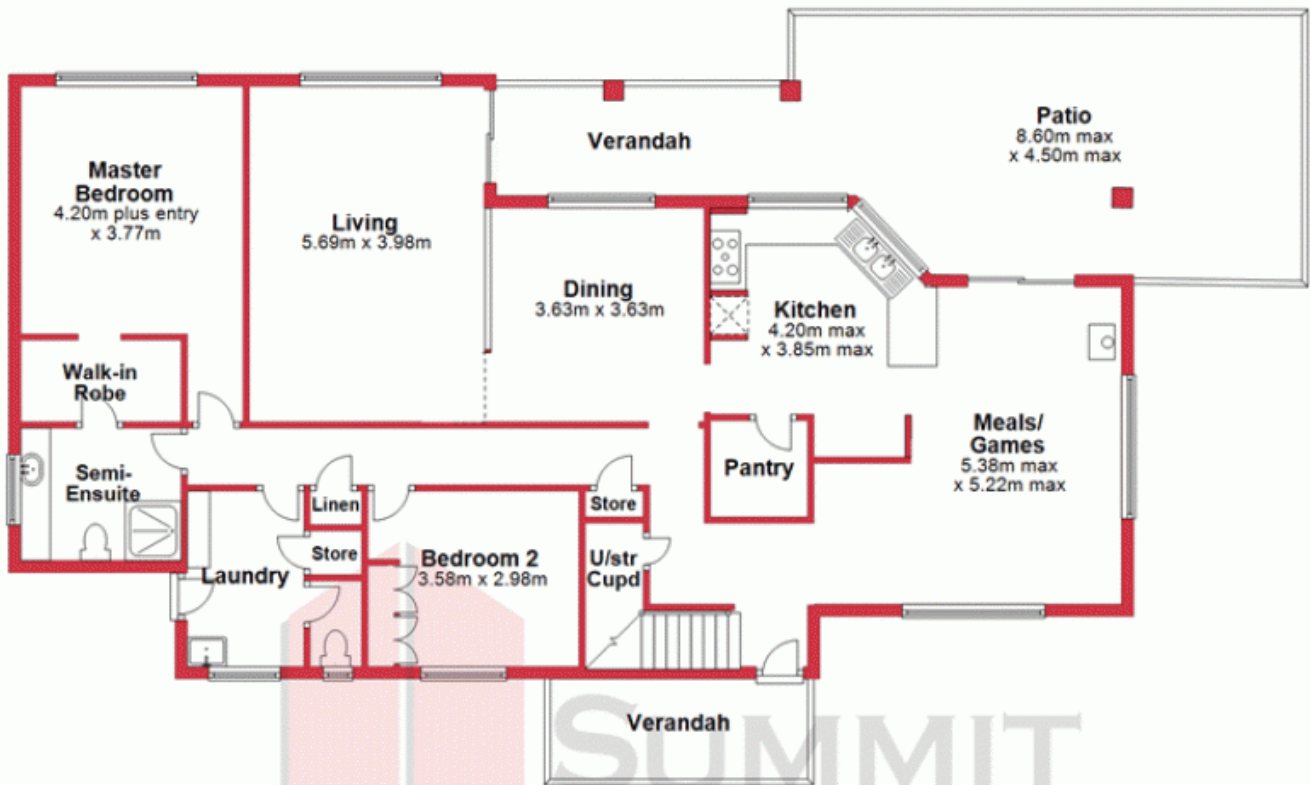 Master
Bedroom
4.20m plus entry
x 3.77m
Living
5.69m x 3.98m
Verandah
Patio
8.60m max
x 4.50m max
Dining
3.63m x 3.63m
Kitchen
4.20m max
x 3.85m max
Walk-in
Robe
Meals/
Games
5.38m max
x 5.22m max
Pantry
Semi-
Ensuite
Linen
Store
Store
Laundry
Bedroom 2
3.58m x 2.98m
U/str
Cupd
Verandah
SUMMIT